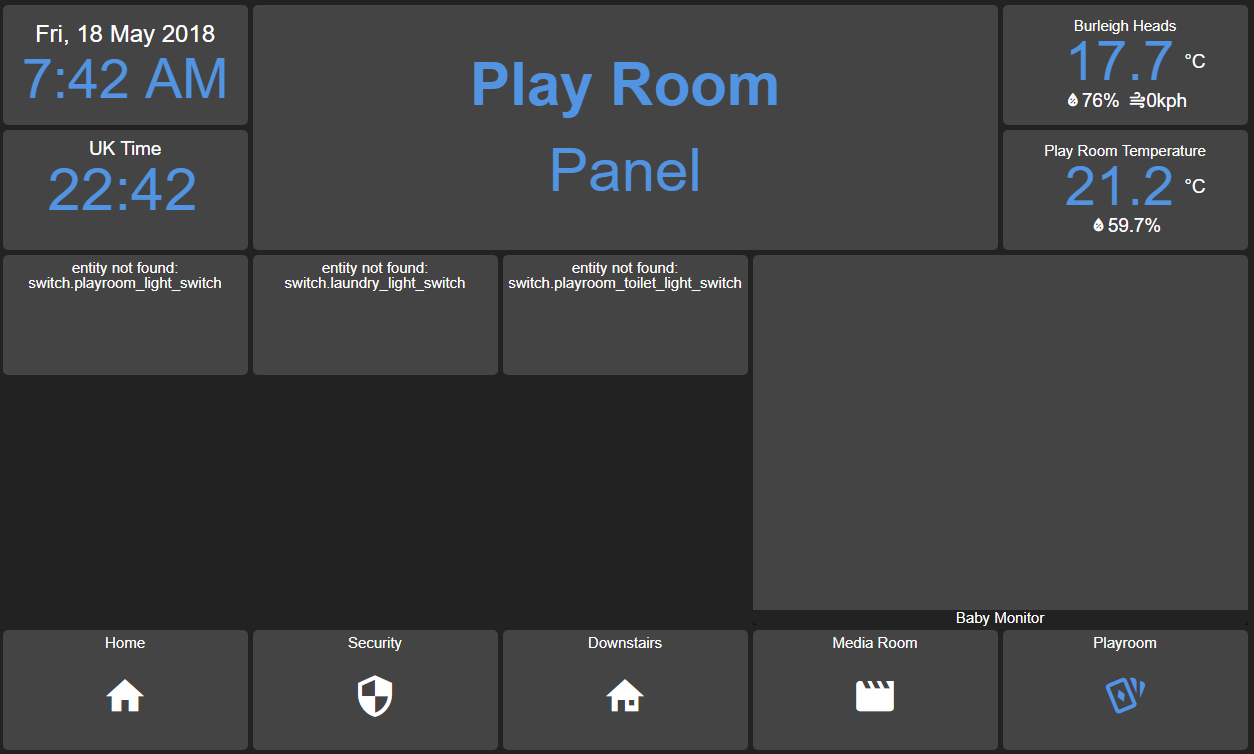 Fri, 18 May 2018
7:42 AM
UK Time
22:42
Play Room
Panel
Burleigh Heads
17.7 °C
76% 0kph
Play Room Temperature
21.2 °C
59.7%
entity not found:
switch.playroom_light_switch
entity not found:
switch.laundry_light_switch
entity not found:
switch.playroom_toilet_light_switch
Baby Monitor
Home
Security
Downstairs
Media Room
Playroom